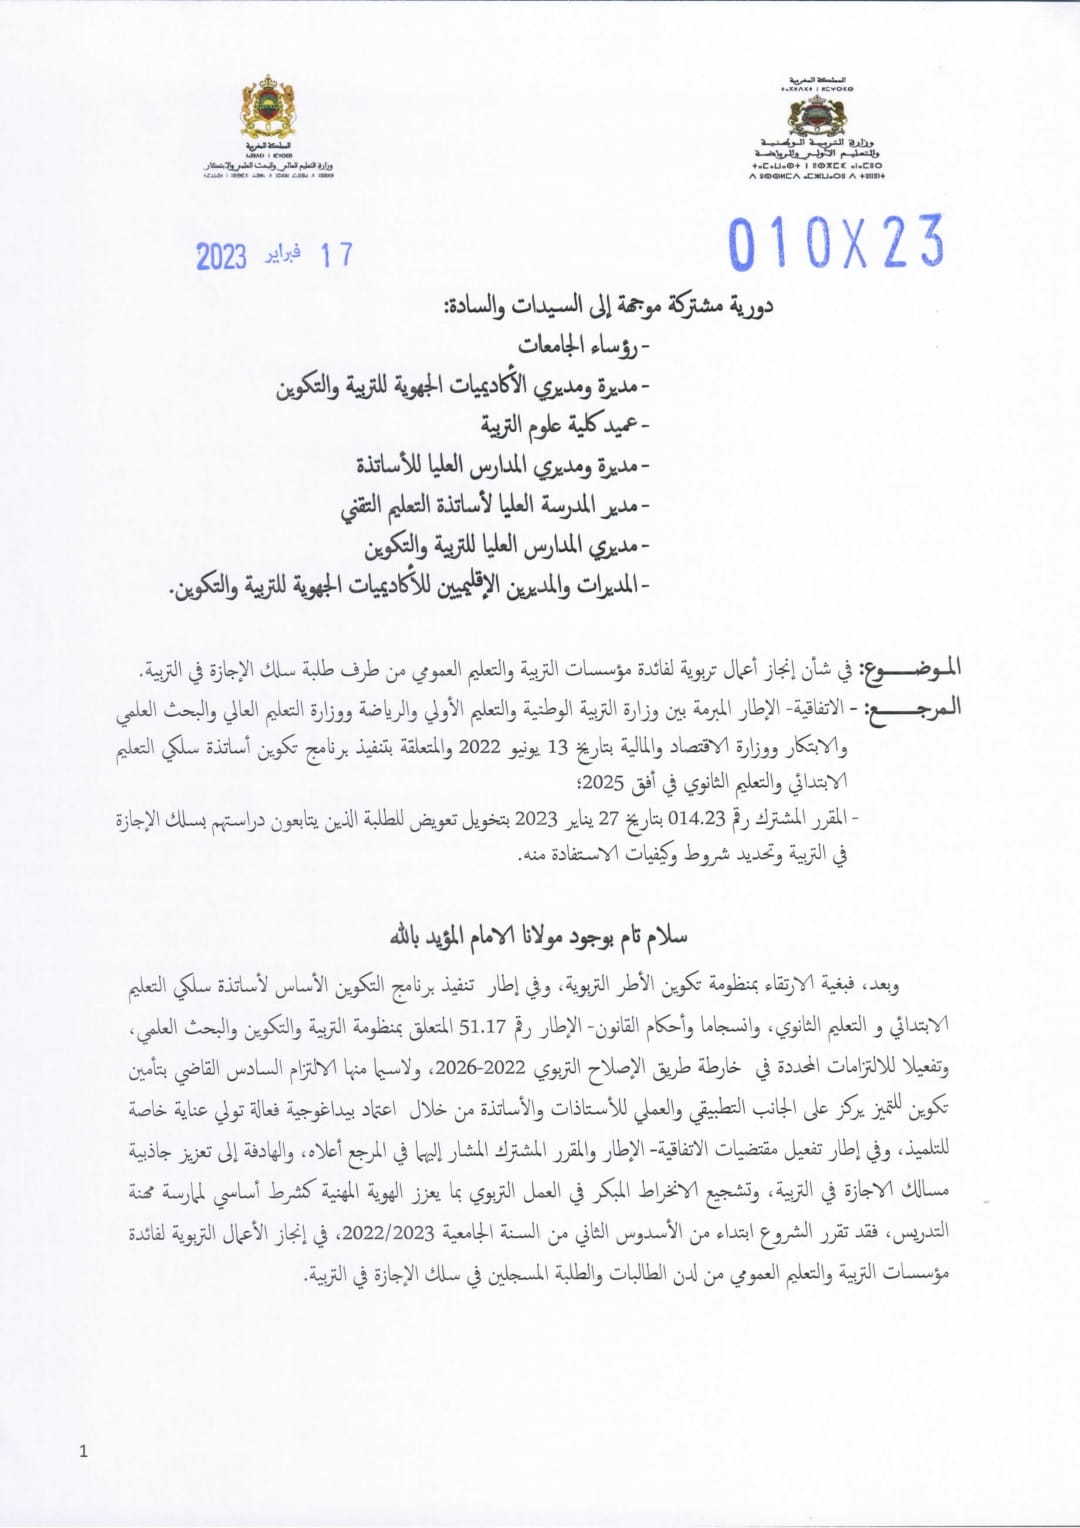 المملكة المغربية
وزارة التربية الوطنية
والتعليم الأولي والرياضة
المملكة المغربية
وزارة التعليم العالي والبحث العلمي والابتكار
010X23
17 فبراير 2023
دورية مشتركة موجهة إلى السيدات والسادة:
- رؤساء الجامعات
- مديرة ومديري الأكاديميات الجهوية للتربية والتكوين
- عميد كلية علوم التربية
- مديرة ومديري المدارس العليا للأساتذة
- مدير المدرسة العليا لأساتذة التعليم التقني
- مديري المدارس العليا للتربية والتكوين
- المديرات والمديرين الإقليميين للأكاديميات الجهوية للتربية والتكوين.
الموضـــــوع: في شأن إنجاز أعمال تربوية لفائدة مؤسسات التربية والتعليم العمومي من طرف طلبة سلك الإجازة في التربية.
المرجـــــع: - الاتفاقية- الإطار المبرمة بين وزارة التربية الوطنية والتعليم الأولي والرياضة ووزارة التعليم العالي والبحث العلمي
والابتكار ووزارة الاقتصاد والمالية بتاريخ 13 يونيو 2022 والمتعلقة بتنفيذ برنامج تكوين أساتذة سلكي التعليم
الابتدائي والتعليم الثانوي في أفق 2025؛
- المقرر المشترك رقم 014.23 بتاريخ 27 يناير 2023 بتخويل تعويض للطلبة الذين يتابعون دراستهم بسلك الإجازة
في التربية وتحديد شروط وكيفيات الاستفادة منه.
سلام تام بوجود مولانا الامام المؤيد بالله
وبعد، فبغية الارتقاء بمنظومة تكوين الأطر التربوية، وفي إطار تنفيذ برنامج التكوين الأساس لأساتذة سلكي التعليم
الابتدائي و التعليم الثانوي، وانسجاما وأحكام القانون- الإطار رقم 51.17 المتعلق بمنظومة التربية والتكوين والبحث العلمي،
وتفعيلا للالتزامات المحددة في خارطة طريق الإصلاح التربوي 2022-2026، ولاسيما منها الالتزام السادس القاضي بتأمين
تكوين للتميز يركز على الجانب التطبيقي والعملي للأستاذات والأساتذة من خلال اعتماد بيداغوجية فعالة تولي عناية خاصة
للتلميذ، وفي إطار تفعيل مقتضيات الاتفاقية- الإطار والمقرر المشترك المشار إليهما في المرجع أعلاه، والهادفة إلى تعزيز جاذبية
مسالك الاجازة في التربية، وتشجيع الانخراط المبكر في العمل التربوي بما يعزز الهوية المهنية كشرط أساسي لممارسة مهنة
التدريس، فقد تقرر الشروع ابتداء من الأسدوس الثاني من السنة الجامعية 2022/2023، في إنجاز الأعمال التربوية لفائدة
مؤسسات التربية والتعليم العمومي من لدن الطالبات والطلبة المسجلين في سلك الإجازة في التربية.
1